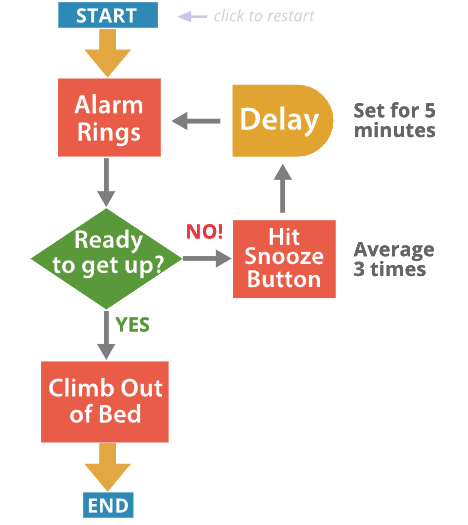 START
click to restart
Alarm
Rings
Delay
Set for 5
minutes
Ready
to get up?
NO!
Hit
Snooze
Button
Average
3 times
YES
Climb Out
of Bed
END